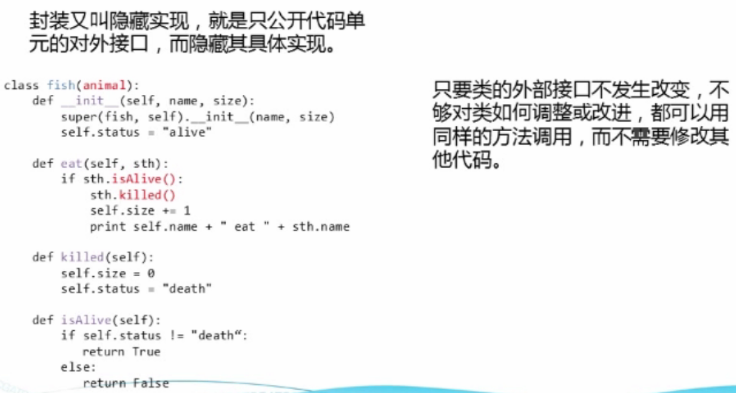 封装又叫隐藏实现，就是只公开代码单
元的对外接口，而隐藏其具体实现。
class fish(animal):
    def __init__(self, name, size):
        super(fish, self).__init__(name, size)
        self.status = "alive"
    def eat(self, sth):
        if sth.isAlive():
            sth.killed()
            self.size += 1
            print self.name + " eat " + sth.name
    def killed(self):
        self.size = 0
        self.status = "death"
    def isAlive(self):
        if self.status != "death“:
           return True
        else:
           return False
只要类的外部接口不发生改变，不
够对类如何调整或改进，都可以用
同样的方法调用，而不需要修改其
他代码。